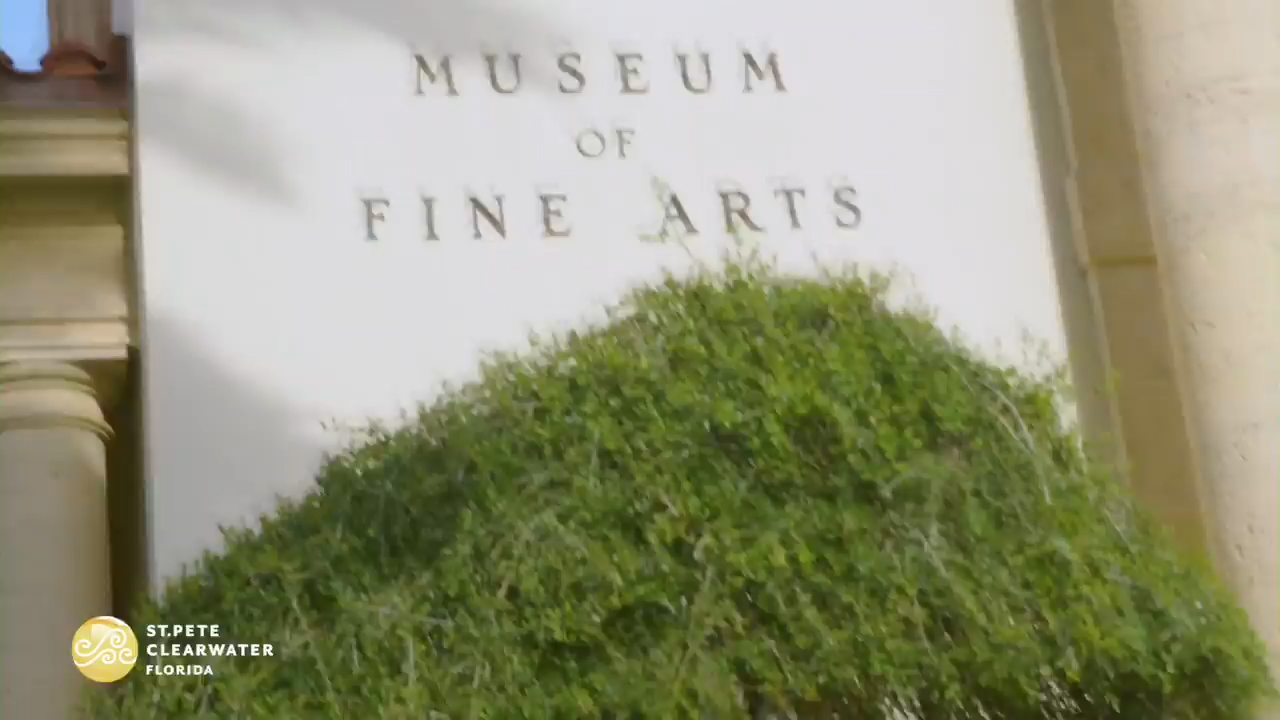 MUSEUM
OF
FINE ARTS
ST.PETE
CLEARWATER
FLORIDA